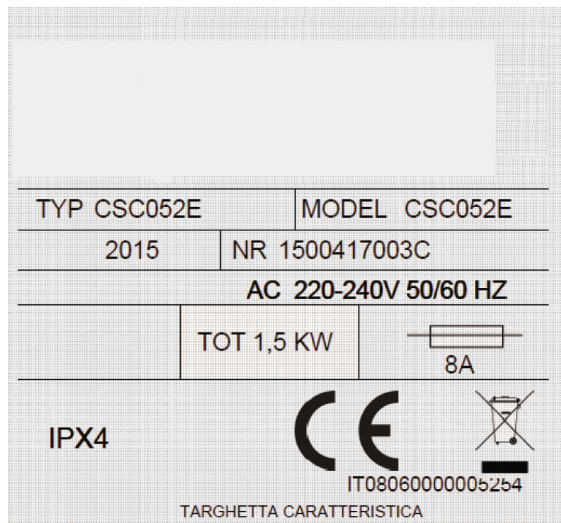 TYP CSC052E MODEL CSC052E
2015 NR 1500417003C
AC 220-240V 50/60 HZ
TOT 1,5 KW
8A
IPX4 CE
IT08060000005254
TARGHETTA CARATTERISTICA